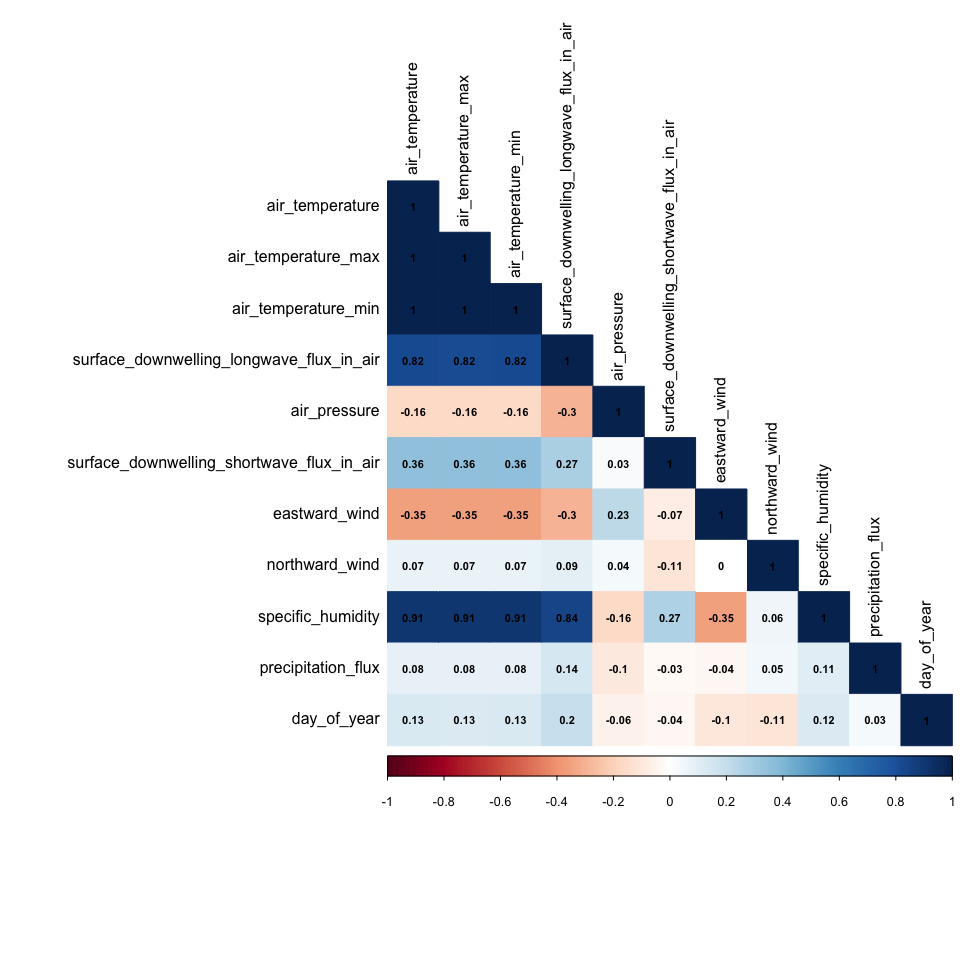 air_temperature
air_temperature_max
air_temperature_min
surface_downwelling_longwave_flux_in_air
air_pressure
surface_downwelling_shortwave_flux_in_air
eastward_wind
northward_wind
specific_humidity
precipitation_flux
day_of_year
air_temperature 1
air_temperature_max 1 1
air_temperature_min 1 1 1
surface_downwelling_longwave_flux_in_air 0.82 0.82 0.82 1
air_pressure -0.16 -0.16 -0.16 -0.3 1
surface_downwelling_shortwave_flux_in_air 0.36 0.36 0.36 0.27 0.03 1
eastward_wind -0.35 -0.35 -0.35 -0.3 0.23 -0.07 1
northward_wind 0.07 0.07 0.07 0.09 0.04 -0.11 0 1
specific_humidity 0.91 0.91 0.91 0.84 -0.16 0.27 -0.35 0.06 1
precipitation_flux 0.08 0.08 0.08 0.14 -0.1 -0.03 -0.04 0.05 0.11 1
day_of_year 0.13 0.13 0.13 0.2 -0.06 -0.04 -0.1 -0.11 0.12 0.03 1
-1 -0.8 -0.6 -0.4 -0.2 0 0.2 0.4 0.6 0.8 1